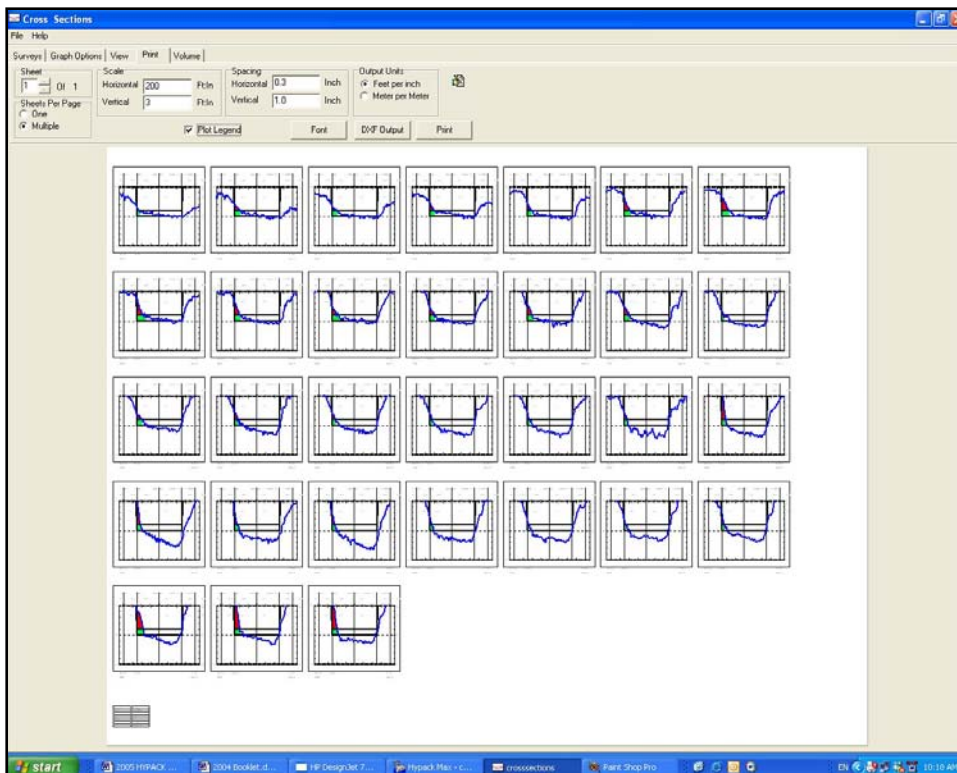 Cross Sections
File Help
Surveys Graph Options View Print Volume
Sheet
1 Of 1
Sheets Per Page
One
Multiple
Scale
Horizontal 200 Ft:In
Vertical 3 Ft:In
Spacing
Horizontal 0.3 Inch
Vertical 1.0 Inch
Output Units
Feet per inch
Meter per Meter
Plot Legend
Font DXF Output Print
start 2005 HYPACK ... 2004 Booklet.d... HP DesignJet 7... Hypack Max - c... crosssections Paint Shop Pro EN 10:18 AM